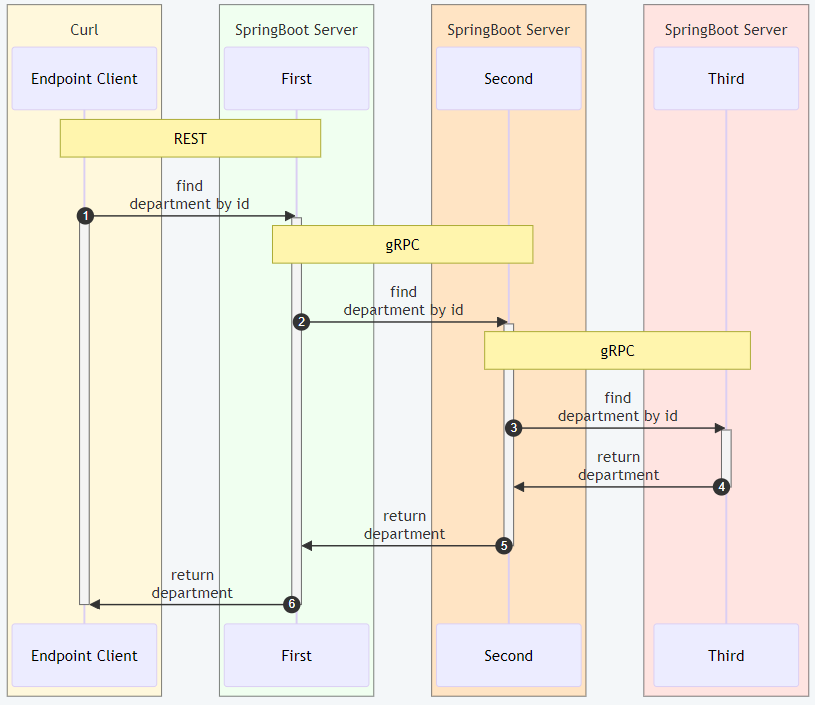 Curl
SpringBoot Server
SpringBoot Server
SpringBoot Server
Endpoint Client
First
Second
Third
REST
find
department by id
1
gRPC
find
department by id
2
gRPC
find
department by id
3
return
department
4
return
department
5
return
department
6
Endpoint Client
First
Second
Third